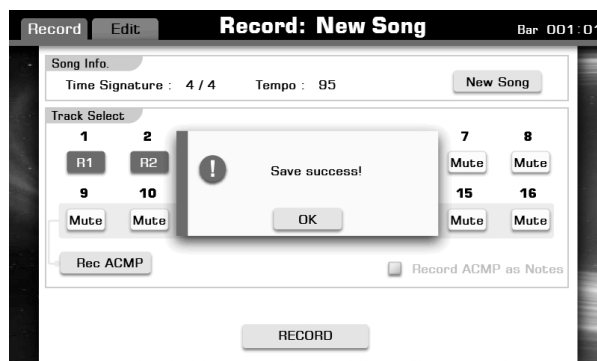 Record Edit Record: New Song Bar 001:01
Song Info.
Time Signature : 4 / 4 Tempo : 95 New Song
Track Select
1 2 7 8
R1 R2 Save success! Mute Mute
9 10 15 16
Mute Mute OK Mute Mute
Rec ACMP Record ACMP as Notes
RECORD